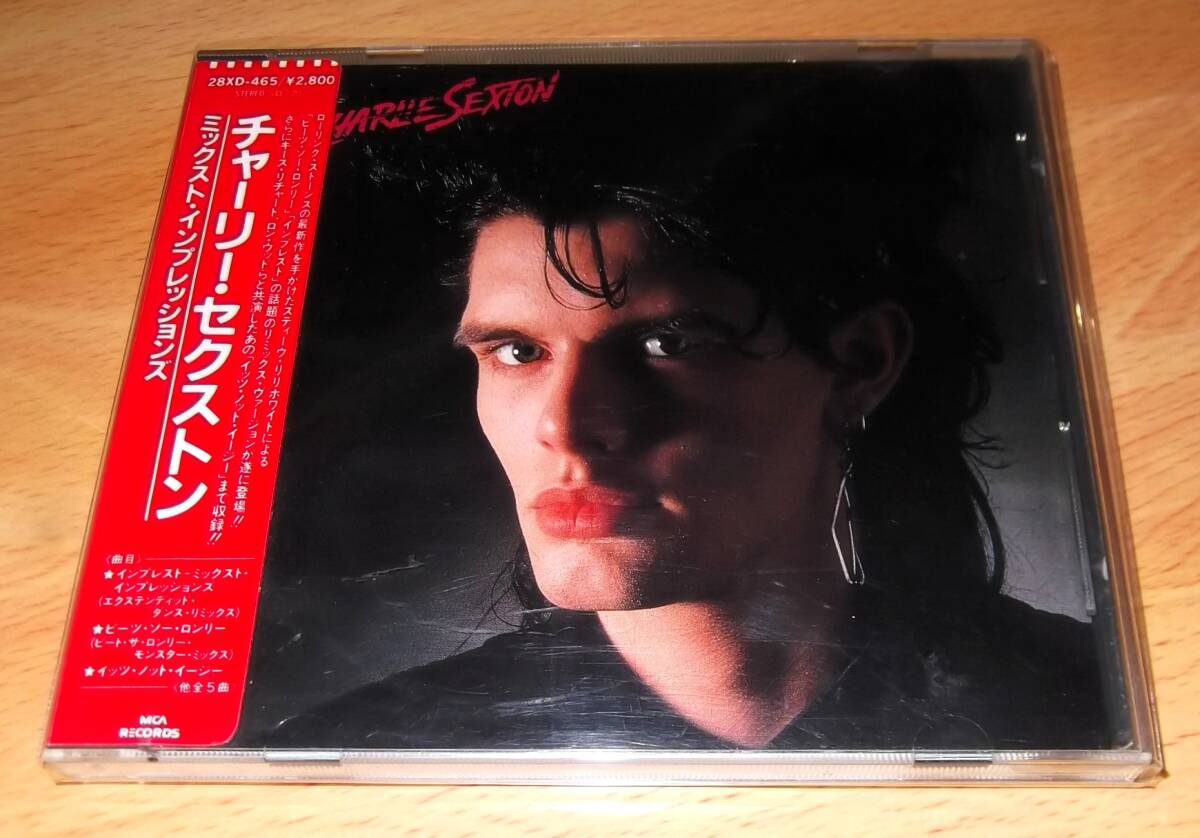 28XD-465/¥2,800
STEREO
チャーリー・セクストン
ミックスト・インプレッションズ
ローリング・ストーンズの最新作を手がけたスティーヴ・リリホワイトによる
「ビーツ・ソー・ロンリー」「インプレスト」の話題のリミックス・ヴァージョンが遂に登場!!
さらにキース・リチャード、ロン・ウッドらと共演したあの「イッツ・ノット・イージー」まで収録!!
〈曲目〉
★インプレスト-ミックスト・
インプレッションズ
(エクステンディット・
ダンス・リミックス)
★ビーツ・ソー・ロンリー
(ビート・ザ・ロンリー・
モンスター・ミックス)
★イッツ・ノット・イージー
〈他全5曲
MCA
RECORDS
CHARLIE SEXTON